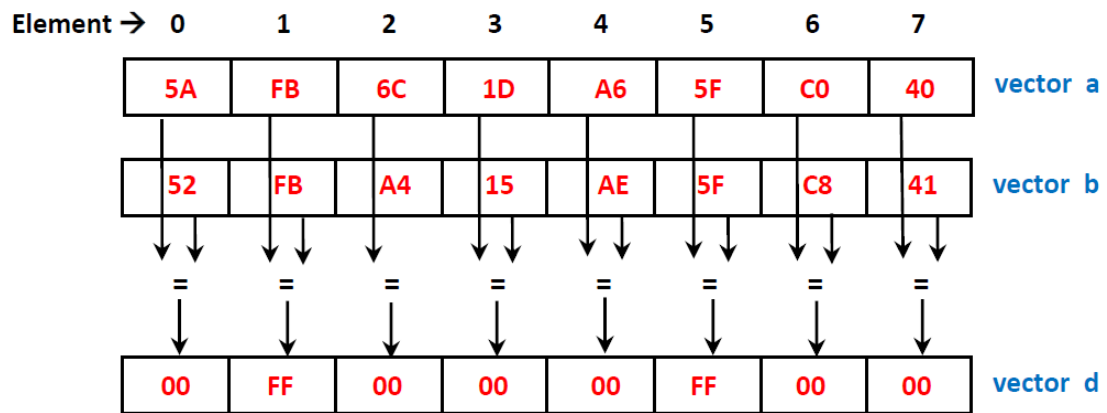 Element → 0 1 2 3 4 5 6 7
5A FB 6C 1D A6 5F C0 40 vector a
52 FB A4 15 AE 5F C8 41 vector b
= = = = = = = =
00 FF 00 00 00 FF 00 00 vector d